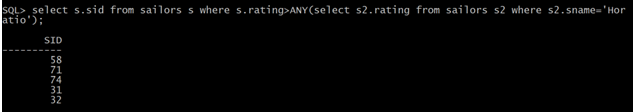 SQL> select s.sid from sailors s where s.rating>ANY(select s2.rating from sailors s2 where s2.sname='Hor
atio');
SID
----------
58
71
74
31
32